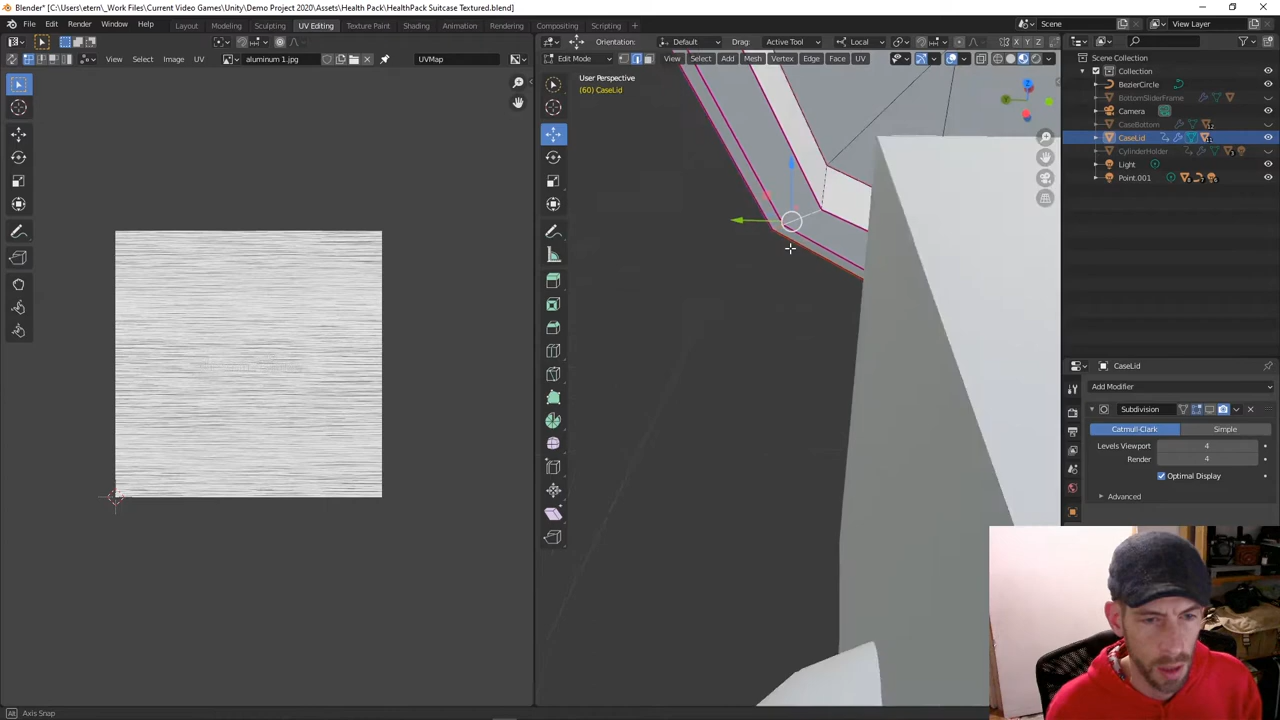 Blender* [C:\Users\etern\_Work Files\Current Video Games\Unity\Demo Project 2020\Assets\Health Pack\HealthPack Suitcase Textured.blend]
File Edit Render Window Help Layout Modeling Sculpting UV Editing Texture Paint Shading Animation Rendering Compositing Scripting Scene View Layer
Orientation: Default Drag: Active Tool Local X Y Z
View Select Image UV aluminum 1.jpg UVMap
Edit Mode View Select Add Mesh Vertex Edge Face UV
User Perspective
(60) CaseLid
Scene Collection
Collection
BezierCircle
BottomSliderFrame
Camera
CaseBottom
CaseLid
CylinderHolder
Light
Point.001
CaseLid
Add Modifier
Subdivision
Catmull-Clark Simple
Levels Viewport 4
Render 4
Optimal Display
Advanced
Axis Snap